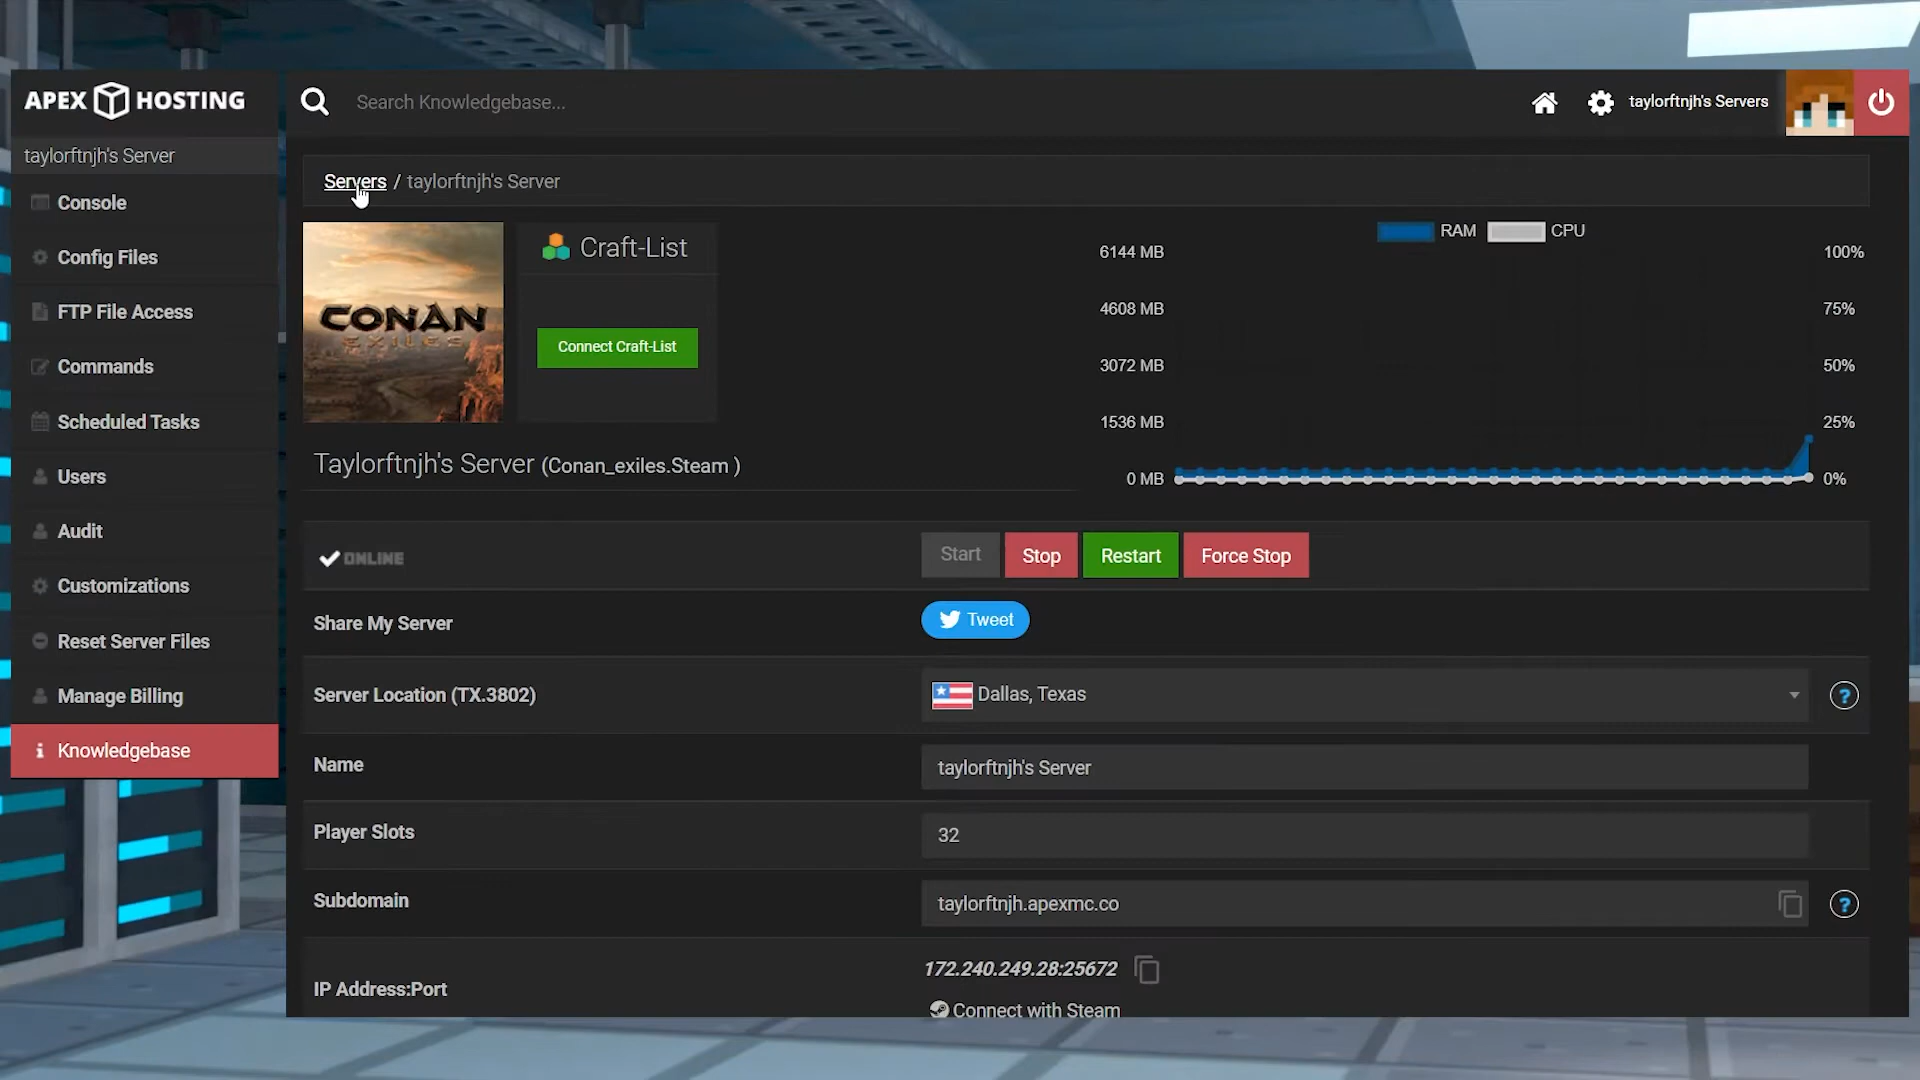 APEX HOSTING
Search Knowledgebase...
taylorftnjh's Servers
taylorftnjh's Server
Console
Config Files
FTP File Access
Commands
Scheduled Tasks
Users
Audit
Customizations
Reset Server Files
Manage Billing
Knowledgebase
Servers / taylorftnjh's Server
CONAN
EXILES
Craft-List
Connect Craft-List
RAM CPU
6144 MB 100%
4608 MB 75%
3072 MB 50%
1536 MB 25%
0 MB 0%
Taylorftnjh's Server (Conan_exiles.Steam )
ONLINE
Start Stop Restart Force Stop
Share My Server Tweet
Server Location (TX.3802) Dallas, Texas ?
Name taylorftnjh's Server
Player Slots 32
Subdomain taylorftnjh.apexmc.co ?
IP Address:Port 172.240.249.28:25672
Connect with Steam